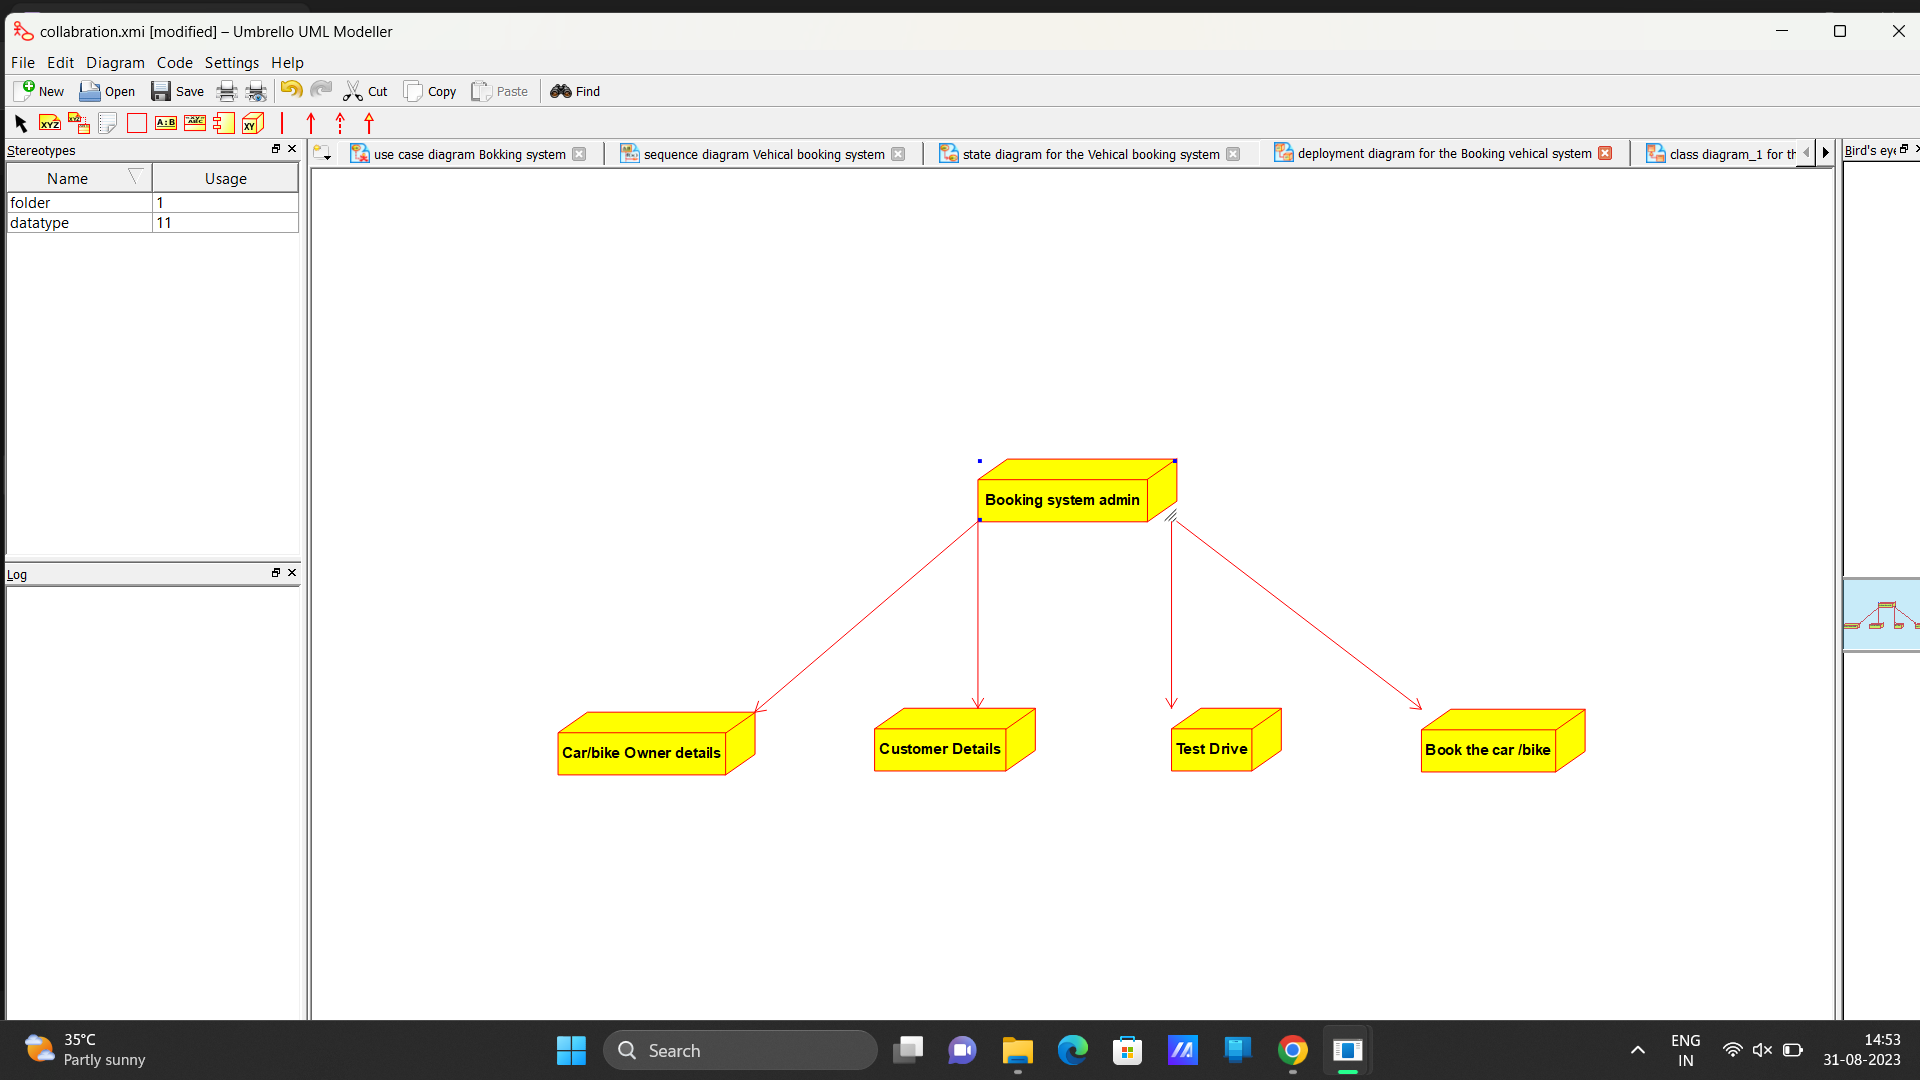 collabration.xmi [modified] – Umbrello UML Modeller
File Edit Diagram Code Settings Help
New Open Save Cut Copy Paste Find
XYZ XYZ A:B ABC XY
Stereotypes
Name Usage
folder 1
datatype 11
Log
use case diagram Bokking system
sequence diagram Vehical booking system
state diagram for the Vehical booking system
deployment diagram for the Booking vehical system
class diagram_1 for th
Bird's eye
Booking system admin
Car/bike Owner details
Customer Details
Test Drive
Book the car /bike
35°C
Partly sunny
Search
ENG
IN
14:53
31-08-2023